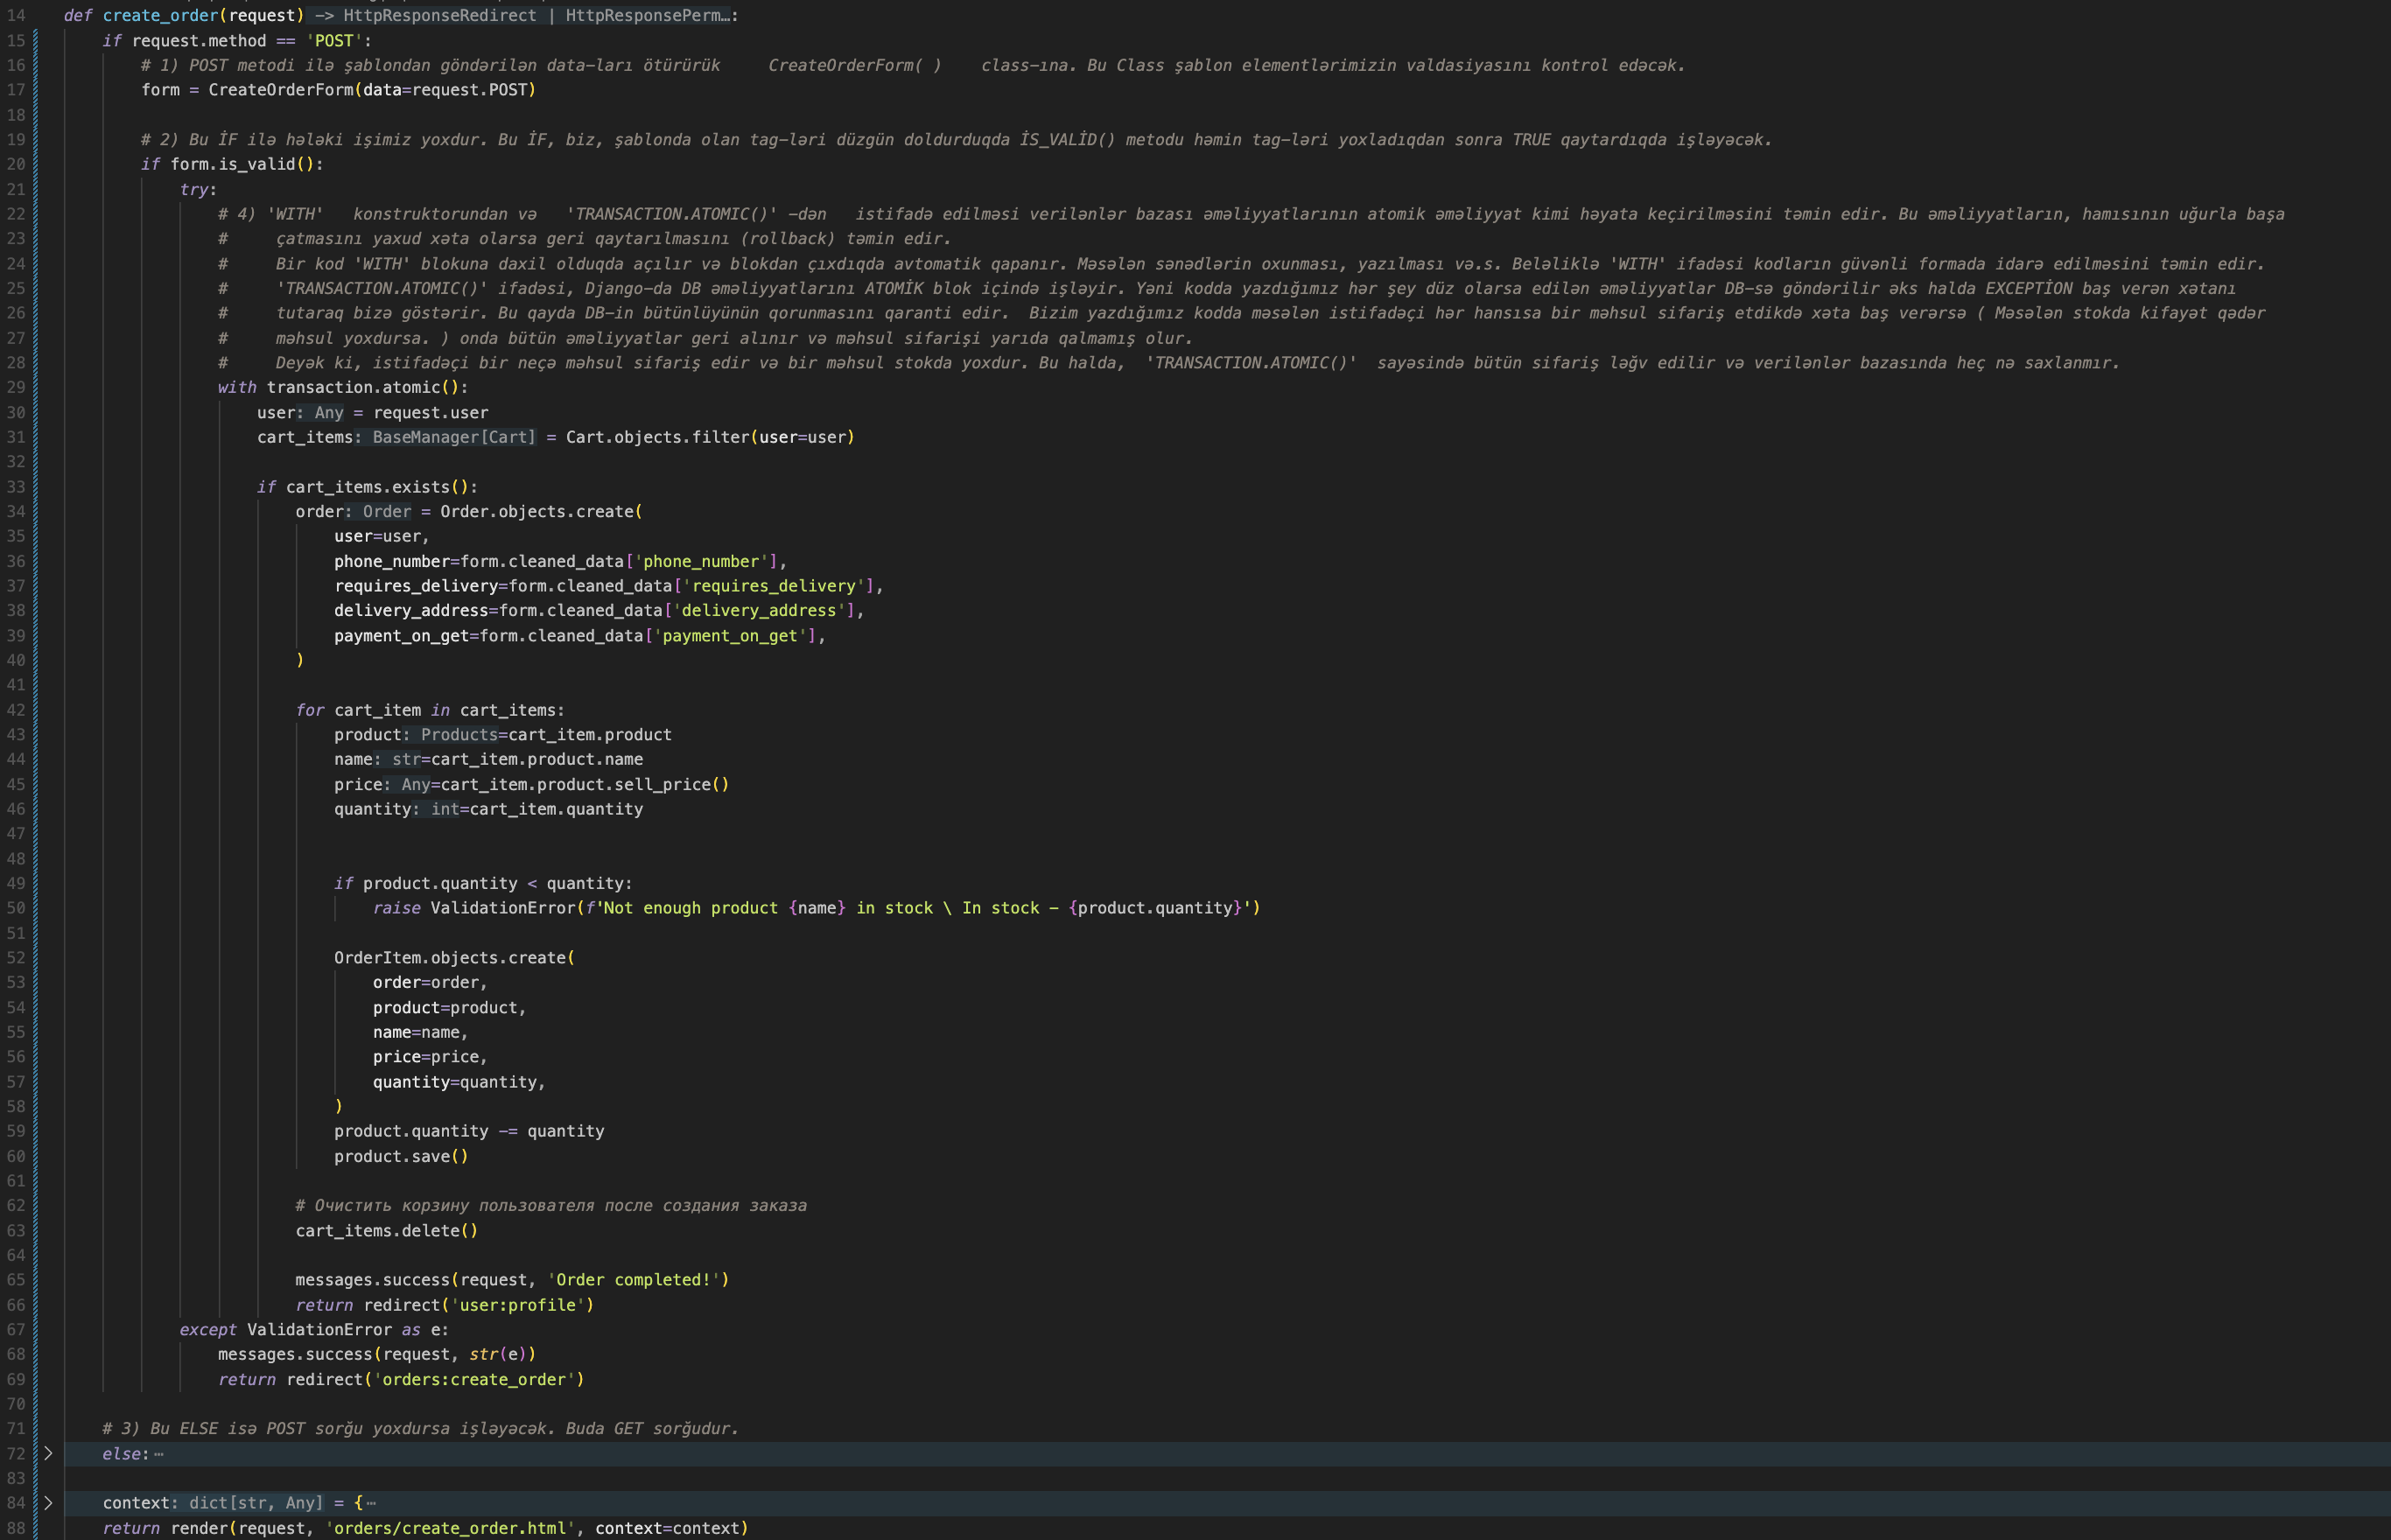 14 def create_order(request) -> HttpResponseRedirect | HttpResponsePerm…:
15 if request.method == 'POST':
16 # 1) POST metodi ilə şablondan göndərilən data-ları ötürürük CreateOrderForm( ) class-ına. Bu Class şablon elementlərimizin valdasiyasını kontrol edəcək.
17 form = CreateOrderForm(data=request.POST)
18
19 # 2) Bu İF ilə hələki işimiz yoxdur. Bu İF, biz, şablonda olan tag-ləri düzgün doldurduqda İS_VALİD() metodu həmin tag-ləri yoxladıqdan sonra TRUE qaytardıqda işləyəcək.
20 if form.is_valid():
21 try:
22 # 4) 'WITH' konstruktorundan və 'TRANSACTION.ATOMIC()' -dən istifadə edilməsi verilənlər bazası əməliyyatlarının atomik əməliyyat kimi həyata keçirilməsini təmin edir. Bu əməliyyatların, hamısının uğurla başa
23 # çatmasını yaxud xəta olarsa geri qaytarılmasını (rollback) təmin edir.
24 # Bir kod 'WITH' blokuna daxil olduqda açılır və blokdan çıxdıqda avtomatik qapanır. Məsələn sənədlərin oxunması, yazılması və.s. Beləliklə 'WITH' ifadəsi kodların güvənli formada idarə edilməsini təmin edir.
25 # 'TRANSACTION.ATOMIC()' ifadəsi, Django-da DB əməliyyatlarını ATOMİK blok içində işləyir. Yəni kodda yazdığımız hər şey düz olarsa edilən əməliyyatlar DB-sə göndərilir əks halda EXCEPTİON baş verən xətanı
26 # tutaraq bizə göstərir. Bu qayda DB-in bütünlüyünün qorunmasını qaranti edir. Bizim yazdığımız kodda məsələn istifadəçi hər hansısa bir məhsul sifariş etdikdə xəta baş verərsə ( Məsələn stokda kifayət qədər
27 # məhsul yoxdursa. ) onda bütün əməliyyatlar geri alınır və məhsul sifarişi yarıda qalmamış olur.
28 # Deyək ki, istifadəçi bir neçə məhsul sifariş edir və bir məhsul stokda yoxdur. Bu halda, 'TRANSACTION.ATOMIC()' sayəsində bütün sifariş ləğv edilir və verilənlər bazasında heç nə saxlanmır.
29 with transaction.atomic():
30 user: Any = request.user
31 cart_items: BaseManager[Cart] = Cart.objects.filter(user=user)
32
33 if cart_items.exists():
34 order: Order = Order.objects.create(
35 user=user,
36 phone_number=form.cleaned_data['phone_number'],
37 requires_delivery=form.cleaned_data['requires_delivery'],
38 delivery_address=form.cleaned_data['delivery_address'],
39 payment_on_get=form.cleaned_data['payment_on_get'],
40 )
41
42 for cart_item in cart_items:
43 product: Products=cart_item.product
44 name: str=cart_item.product.name
45 price: Any=cart_item.product.sell_price()
46 quantity: int=cart_item.quantity
47
48
49 if product.quantity < quantity:
50 raise ValidationError(f'Not enough product {name} in stock \ In stock - {product.quantity}')
51
52 OrderItem.objects.create(
53 order=order,
54 product=product,
55 name=name,
56 price=price,
57 quantity=quantity,
58 )
59 product.quantity -= quantity
60 product.save()
61
62 # Очистить корзину пользователя после создания заказа
63 cart_items.delete()
64
65 messages.success(request, 'Order completed!')
66 return redirect('user:profile')
67 except ValidationError as e:
68 messages.success(request, str(e))
69 return redirect('orders:create_order')
70
71 # 3) Bu ELSE isə POST sorğu yoxdursa işləyəcək. Buda GET sorğudur.
72 else:…
83
84 context: dict[str, Any] = {…
88 return render(request, 'orders/create_order.html', context=context)